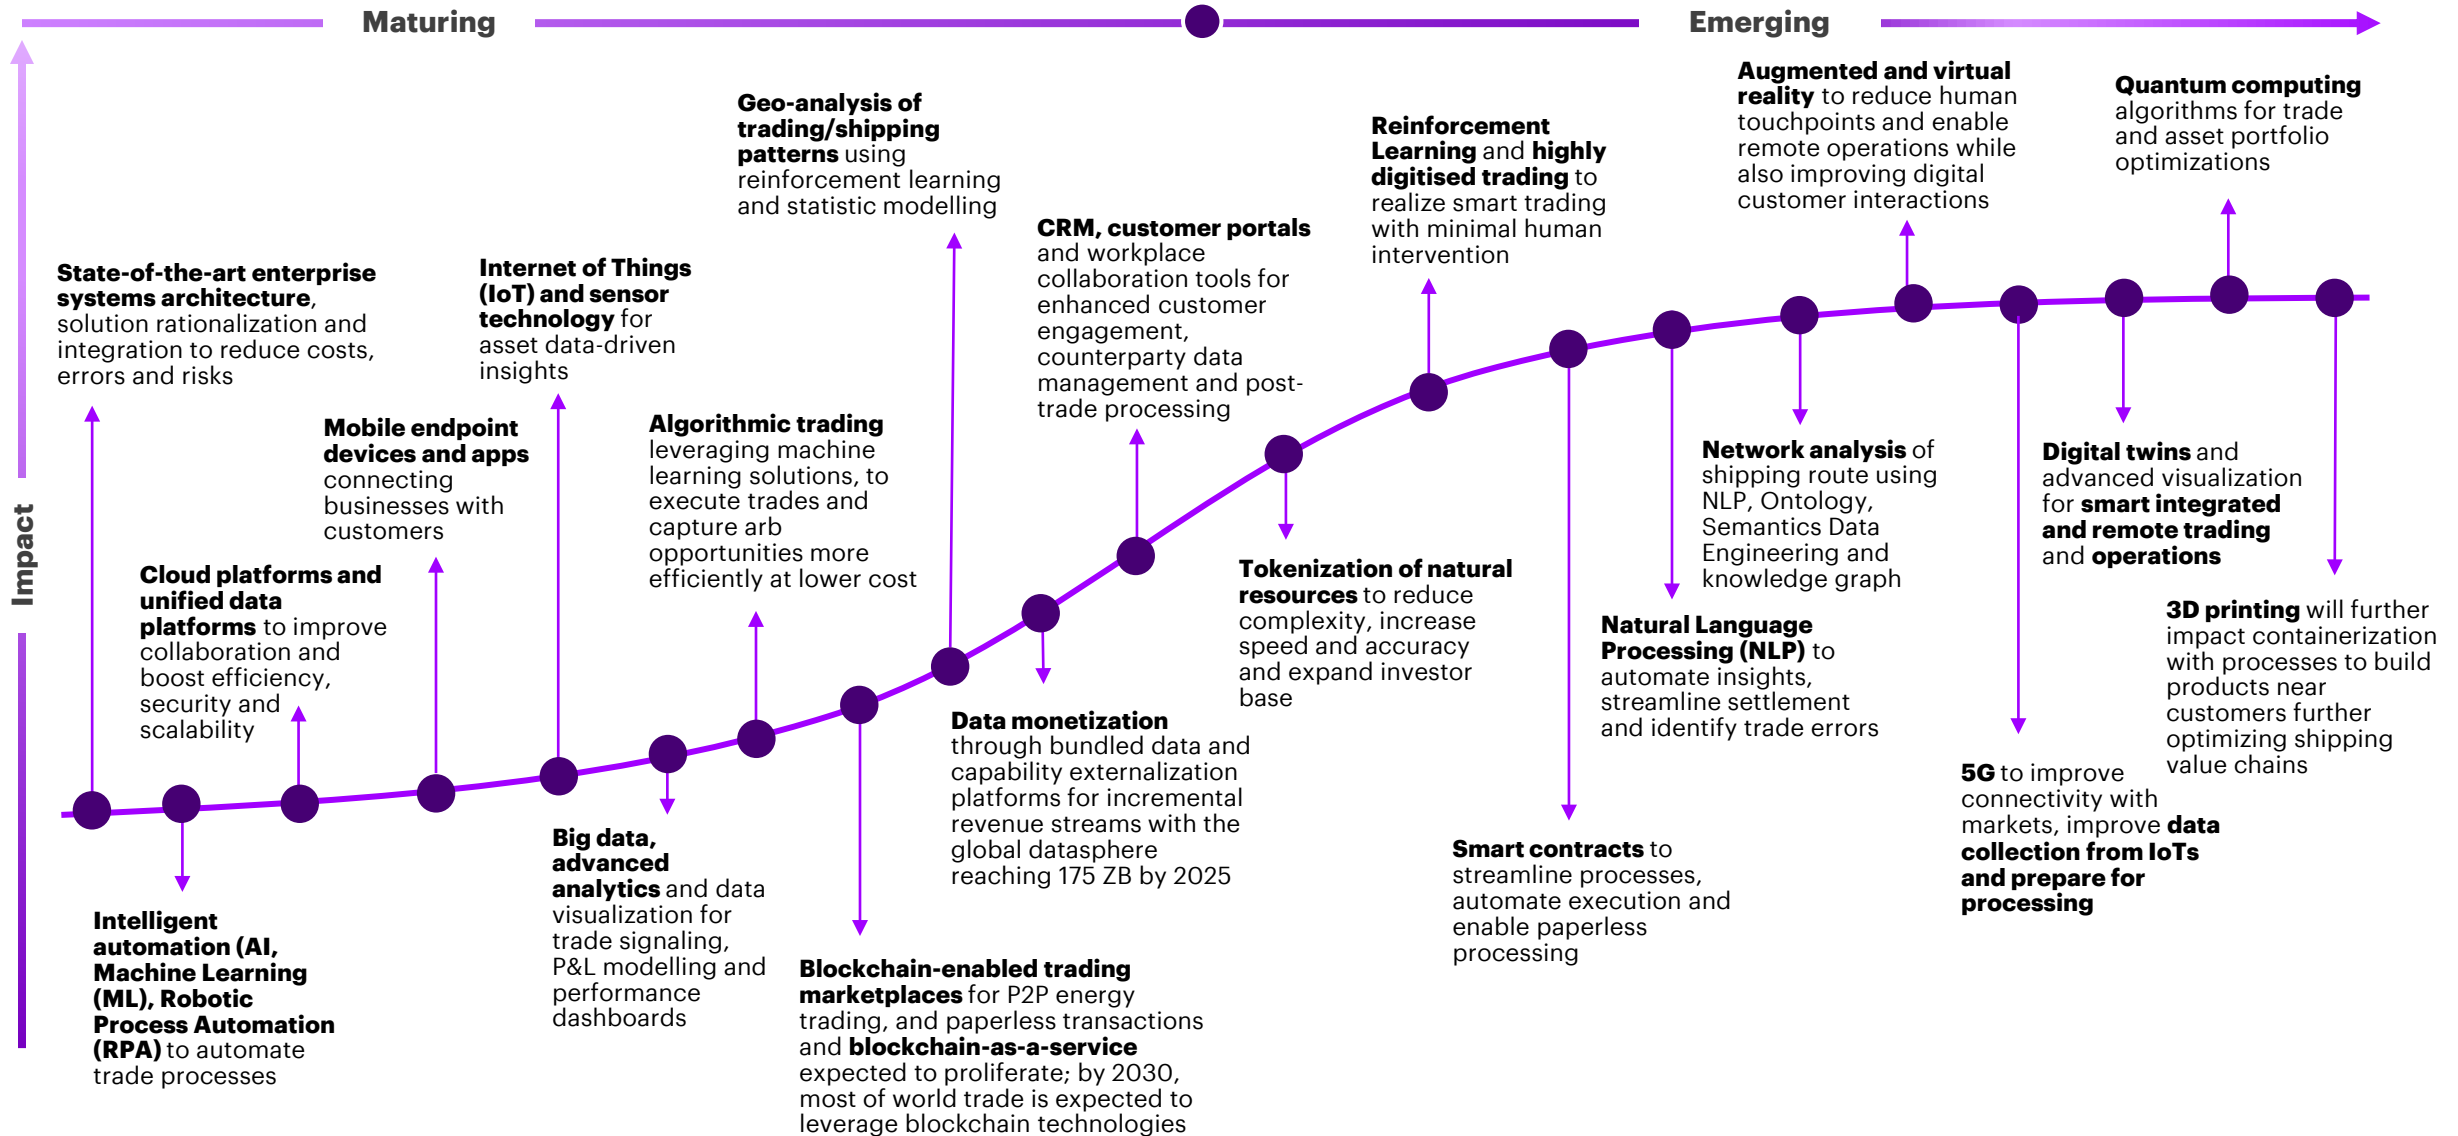 Maturing
Emerging
Impact
State-of-the-art enterprise
systems architecture,
solution rationalization and
integration to reduce costs,
errors and risks
Intelligent
automation (AI,
Machine Learning
(ML), Robotic
Process Automation
(RPA) to automate
trade processes
Cloud platforms and
unified data
platforms to improve
collaboration and
boost efficiency,
security and
scalability
Mobile endpoint
devices and apps
connecting
businesses with
customers
Internet of Things
(IoT) and sensor
technology for
asset data-driven
insights
Big data,
advanced
analytics and data
visualization for
trade signaling,
P&L modelling and
performance
dashboards
Algorithmic trading
leveraging machine
learning solutions, to
execute trades and
capture arb
opportunities more
efficiently at lower cost
Blockchain-enabled trading
marketplaces for P2P energy
trading, and paperless transactions
and blockchain-as-a-service
expected to proliferate; by 2030,
most of world trade is expected to
leverage blockchain technologies
Geo-analysis of
trading/shipping
patterns using
reinforcement learning
and statistic modelling
Data monetization
through bundled data and
capability externalization
platforms for incremental
revenue streams with the
global datasphere
reaching 175 ZB by 2025
CRM, customer portals
and workplace
collaboration tools for
enhanced customer
engagement,
counterparty data
management and post-
trade processing
Tokenization of natural
resources to reduce
complexity, increase
speed and accuracy
and expand investor
base
Reinforcement
Learning and highly
digitised trading to
realize smart trading
with minimal human
intervention
Smart contracts to
streamline processes,
automate execution and
enable paperless
processing
Natural Language
Processing (NLP) to
automate insights,
streamline settlement
and identify trade errors
Network analysis of
shipping route using
NLP, Ontology,
Semantics Data
Engineering and
knowledge graph
Augmented and virtual
reality to reduce human
touchpoints and enable
remote operations while
also improving digital
customer interactions
5G to improve
connectivity with
markets, improve data
collection from IoTs
and prepare for
processing
Digital twins and
advanced visualization
for smart integrated
and remote trading
and operations
Quantum computing
algorithms for trade
and asset portfolio
optimizations
3D printing will further
impact containerization
with processes to build
products near
customers further
optimizing shipping
value chains